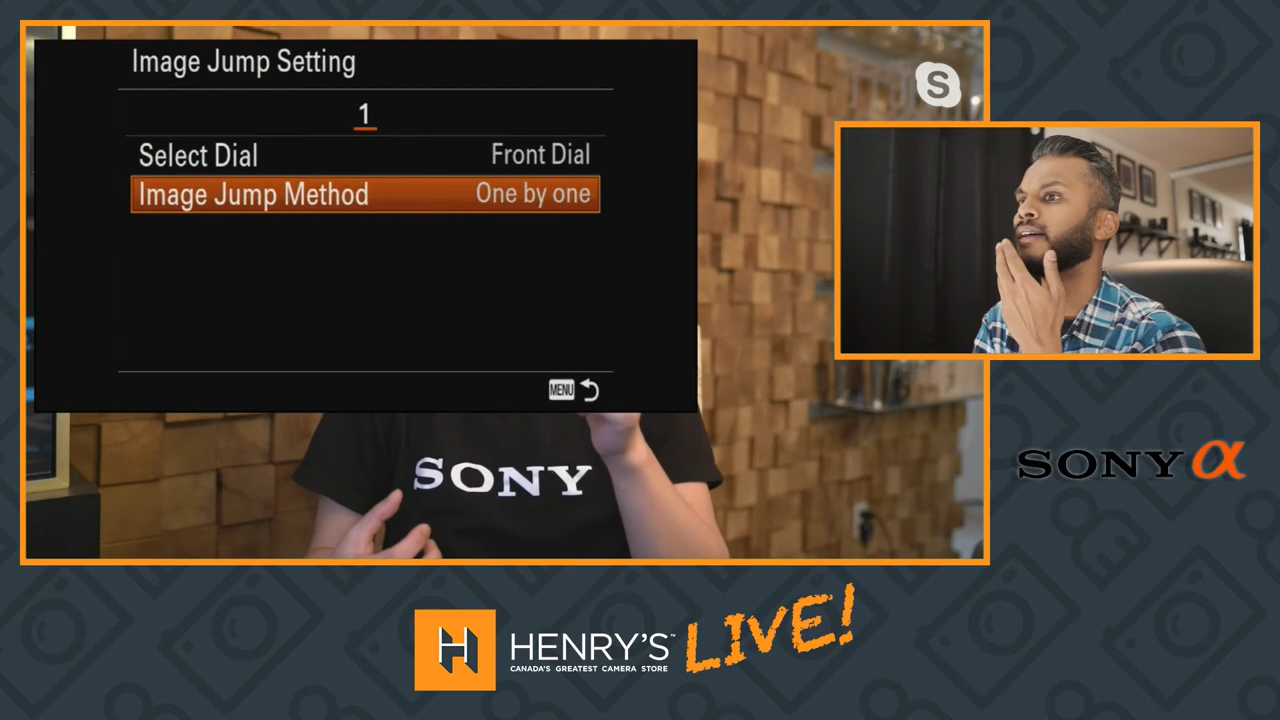 Image Jump Setting
1
Select Dial Front Dial
Image Jump Method One by one
MENU
S
SONY
SONY α
H HENRY'S™ LIVE!
CANADA'S GREATEST CAMERA STORE